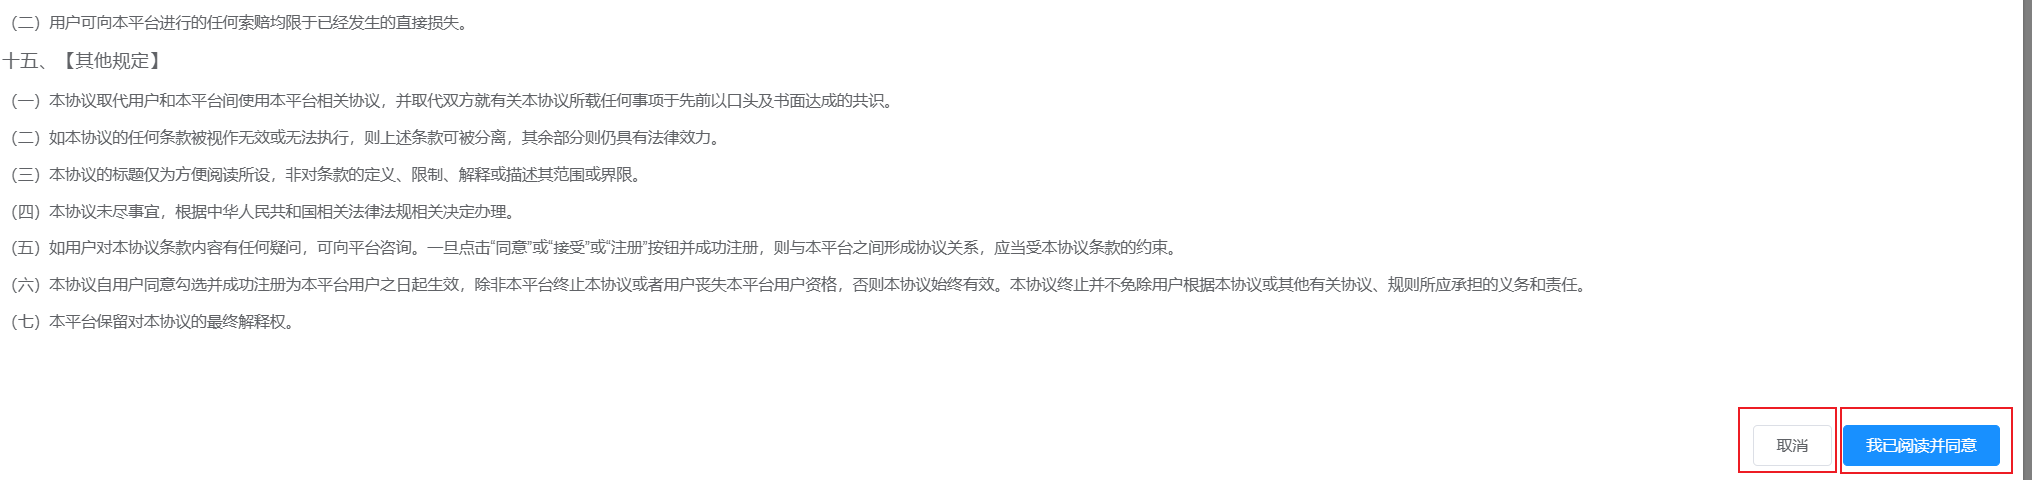 （二）用户可向本平台进行的任何索赔均限于已经发生的直接损失。
十五、【其他规定】
（一）本协议取代用户和本平台间使用本平台相关协议，并取代双方就有关本协议所载任何事项于先前以口头及书面达成的共识。
（二）如本协议的任何条款被视作无效或无法执行，则上述条款可被分离，其余部分则仍具有法律效力。
（三）本协议的标题仅为方便阅读所设，非对条款的定义、限制、解释或描述其范围或界限。
（四）本协议未尽事宜，根据中华人民共和国相关法律法规相关决定办理。
（五）如用户对本协议条款内容有任何疑问，可向平台咨询。一旦点击“同意”或“接受”或“注册”按钮并成功注册，则与本平台之间形成协议关系，应当受本协议条款的约束。
（六）本协议自用户同意勾选并成功注册为本平台用户之日起生效，除非本平台终止本协议或者用户丧失本平台用户资格，否则本协议始终有效。本协议终止并不免除用户根据本协议或其他有关协议、规则所应承担的义务和责任。
（七）本平台保留对本协议的最终解释权。
取消
我已阅读并同意